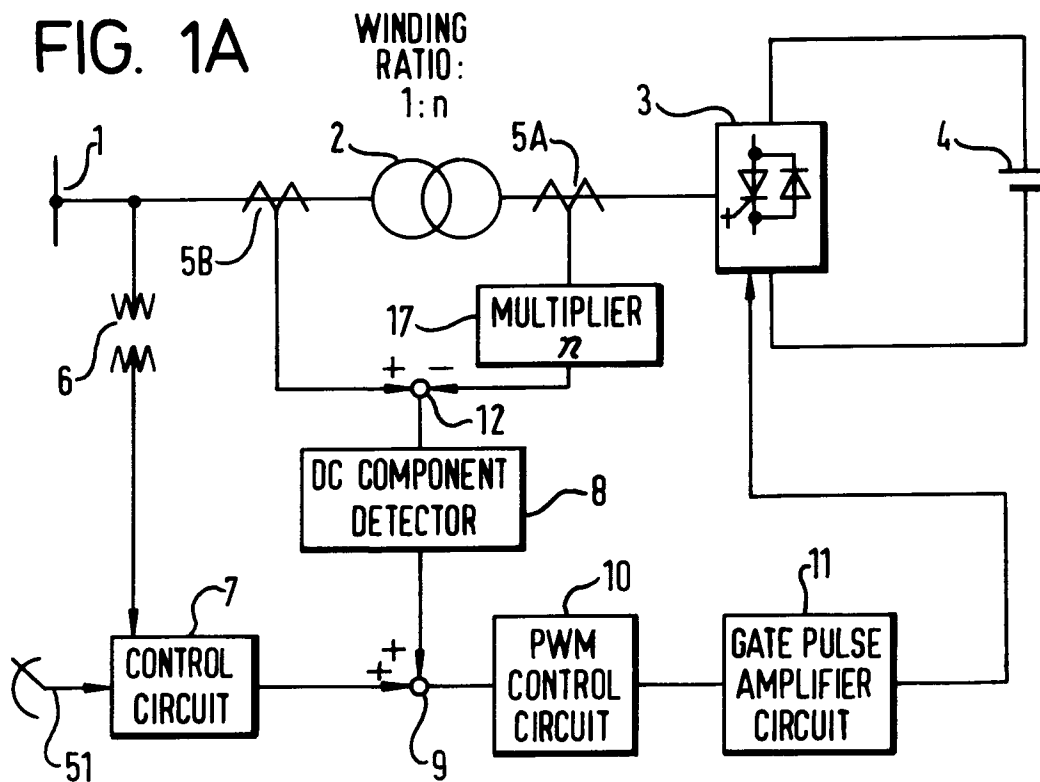 FIG. 1A
WINDING
RATIO:
1:n
1
2
5A
3
4
5B
6
17
MULTIPLIER
n
+
−
12
DC COMPONENT
DETECTOR
8
7
10
11
CONTROL
CIRCUIT
+
+
PWM
CONTROL
CIRCUIT
GATE PULSE
AMPLIFIER
CIRCUIT
51
9